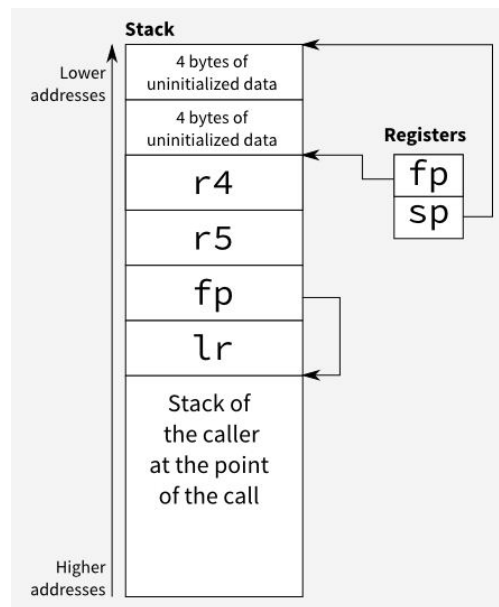 Stack
Lower
addresses
4 bytes of
uninitialized data
4 bytes of
uninitialized data
Registers
fp
sp
r4
r5
fp
lr
Stack of
the caller
at the point
of the call
Higher
addresses